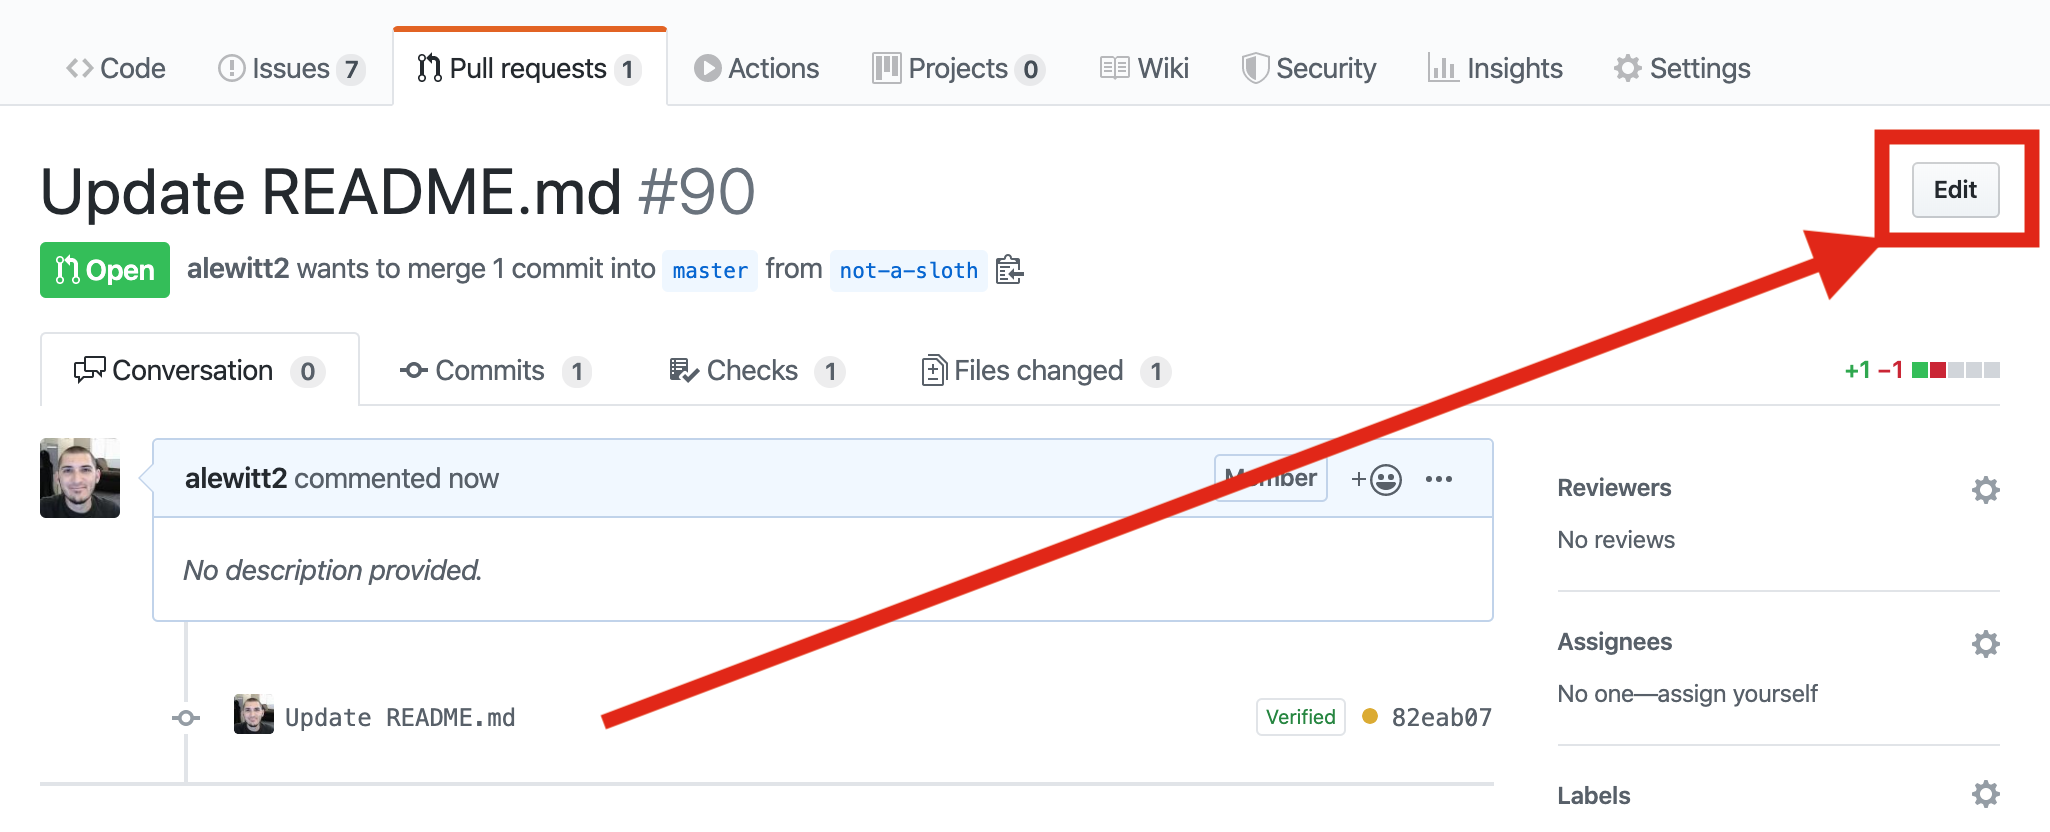 Code Issues 7 Pull requests 1 Actions Projects 0 Wiki Security Insights Settings
Update README.md #90
Edit
Open alewitt2 wants to merge 1 commit into master from not-a-sloth
Conversation 0 Commits 1 Checks 1 Files changed 1 +1 −1
alewitt2 commented now Member
No description provided.
Update README.md Verified 82eab07
Reviewers
No reviews
Assignees
No one—assign yourself
Labels